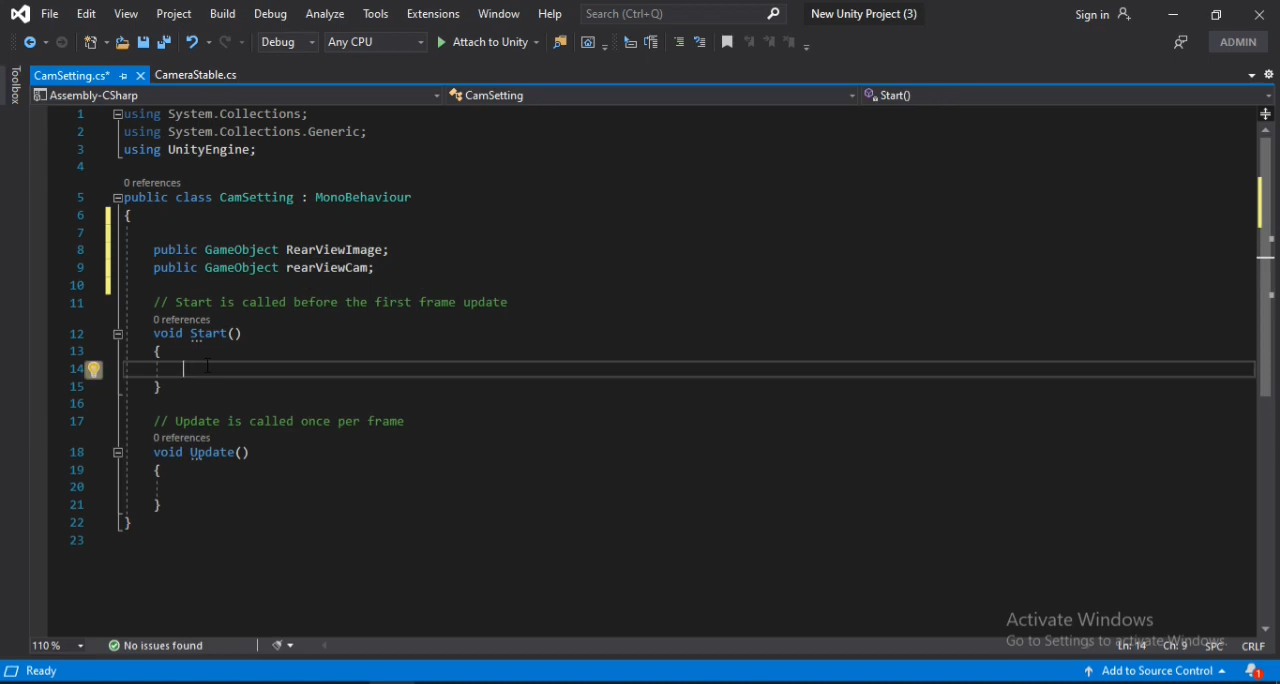 File Edit View Project Build Debug Analyze Tools Extensions Window Help Search (Ctrl+Q) New Unity Project (3) Sign in
Debug Any CPU Attach to Unity ADMIN
Toolbox
CamSetting.cs* CameraStable.cs
Assembly-CSharp CamSetting Start()
1 using System.Collections;
2 using System.Collections.Generic;
3 using UnityEngine;
4
0 references
5 public class CamSetting : MonoBehaviour
6 {
7
8 public GameObject RearViewImage;
9 public GameObject rearViewCam;
10
11 // Start is called before the first frame update
0 references
12 void Start()
13 {
14
15 }
16
17 // Update is called once per frame
0 references
18 void Update()
19 {
20
21 }
22 }
23
Activate Windows
Go to Settings to activate Windows.
110 % No issues found Ln: 14 Ch: 9 SPC CRLF
Ready Add to Source Control 1